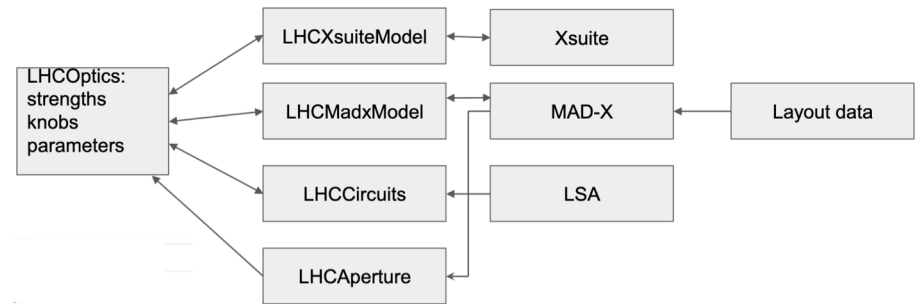 LHCXsuiteModel
Xsuite
LHCOptics:
strengths
knobs
parameters
LHCMadxModel
MAD-X
Layout data
LHCCircuits
LSA
LHCAperture